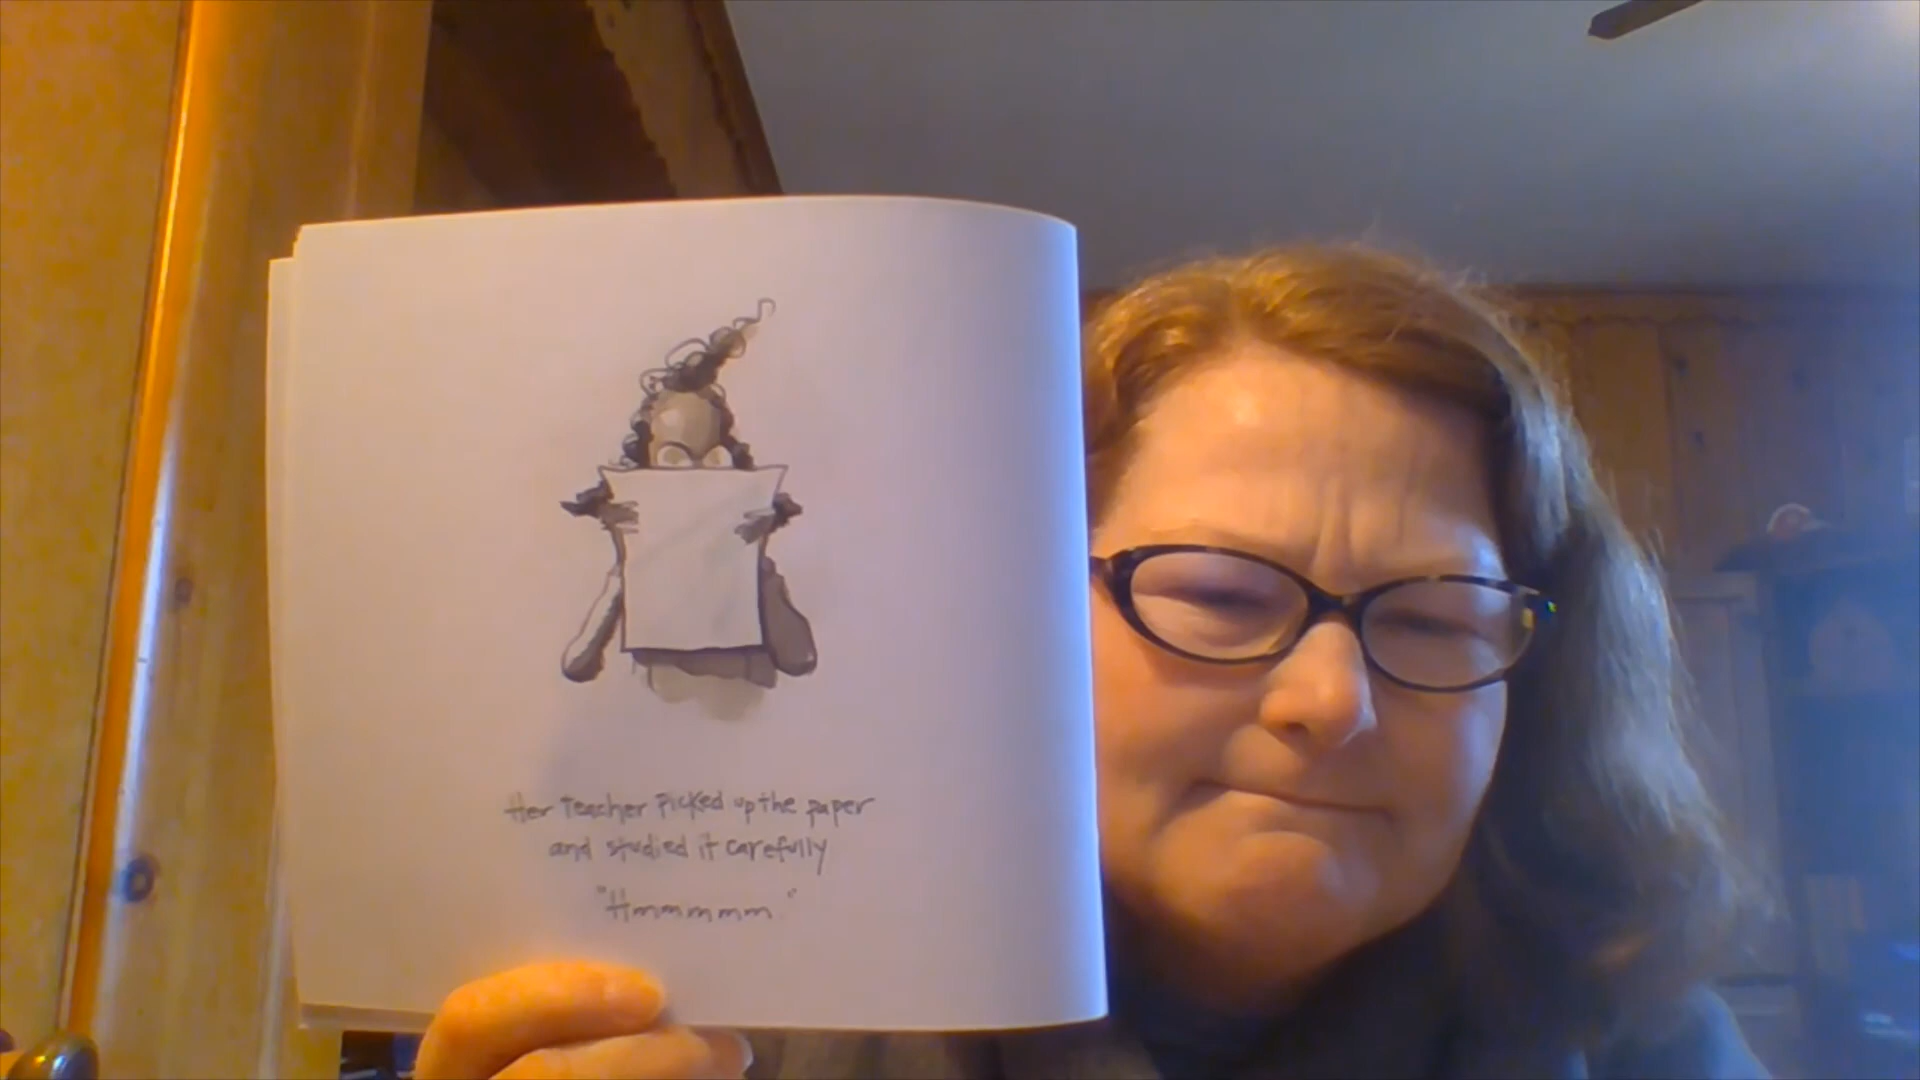 Her teacher picked up the paper
and studied it carefully
"Hmmmmm."